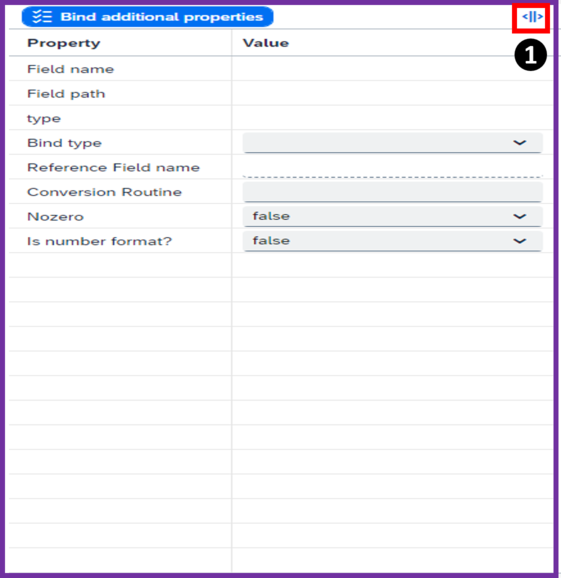 Bind additional properties <||>
1
Property Value
Field name
Field path
type
Bind type
Reference Field name
Conversion Routine
Nozero false
Is number format? false